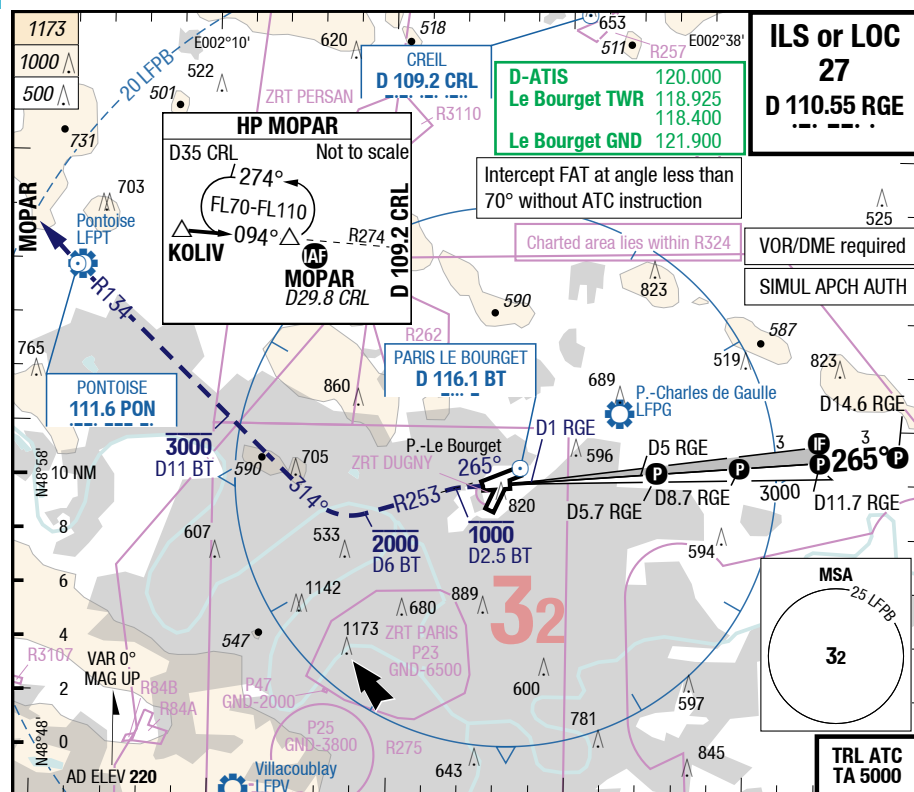 1173
1000
500
20 LFPB
E002°10'
522
501
731
703
620
518
CREIL
D 109.2 CRL
653
511
R257
E002°38'
ZRT PERSAN
R3110
D-ATIS 120.000
Le Bourget TWR 118.925
118.400
Le Bourget GND 121.900
ILS or LOC
27
D 110.55 RGE
HP MOPAR
D35 CRL
Not to scale
274°
FL70-FL110
094°
KOLIV
R274
IAF
MOPAR
D29.8 CRL
D 109.2 CRL
Intercept FAT at angle less than
70° without ATC instruction
525
Charted area lies within R324
VOR/DME required
SIMUL APCH AUTH
MOPAR
Pontoise
LFPT
R134
823
590
587
R262
519
823
765
PONTOISE
111.6 PON
860
PARIS LE BOURGET
D 116.1 BT
689
P.-Charles de Gaulle
LFPG
D14.6 RGE
3000
D11 BT
590
705
P.-Le Bourget
ZRT DUGNY
265°
D1 RGE
596
D5 RGE
3
IF
3
P
P
P
265°
P
N48°58'
10 NM
314°
R253
820
D5.7 RGE
D8.7 RGE
3000
D11.7 RGE
8
607
533
2000
D6 BT
1000
D2.5 BT
594
6
1142
680
889
32
MSA
25 LFPB
32
4
547
1173
ZRT PARIS
P23
GND-6500
R3107
VAR 0°
MAG UP
R84B
R84A
P47
GND-2000
600
597
2
N48°48'
0
P25
GND-3800
R275
781
AD ELEV 220
Villacoublay
LFPV
643
845
TRL ATC
TA 5000